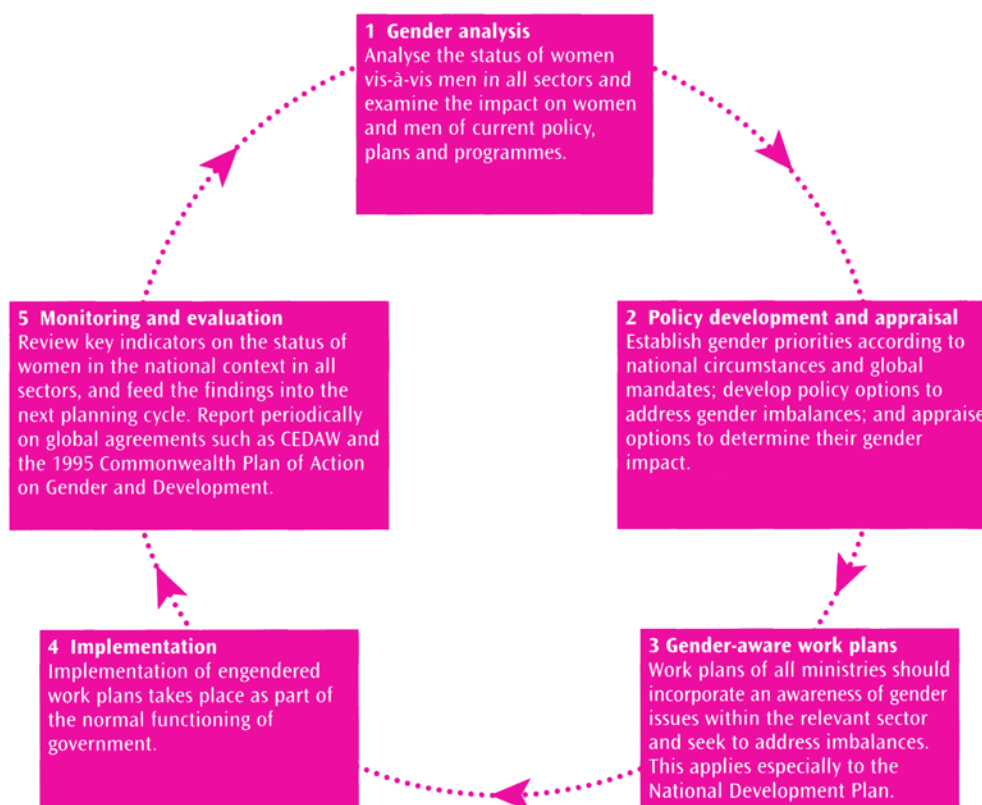 1 Gender analysis
Analyse the status of women
vis-à-vis men in all sectors and
examine the impact on women
and men of current policy,
plans and programmes.
2 Policy development and appraisal
Establish gender priorities according to
national circumstances and global
mandates; develop policy options to
address gender imbalances; and appraise
options to determine their gender
impact.
3 Gender-aware work plans
Work plans of all ministries should
incorporate an awareness of gender
issues within the relevant sector
and seek to address imbalances.
This applies especially to the
National Development Plan.
4 Implementation
Implementation of engendered
work plans takes place as part of
the normal functioning of
government.
5 Monitoring and evaluation
Review key indicators on the status of
women in the national context in all
sectors, and feed the findings into the
next planning cycle. Report periodically
on global agreements such as CEDAW and
the 1995 Commonwealth Plan of Action
on Gender and Development.